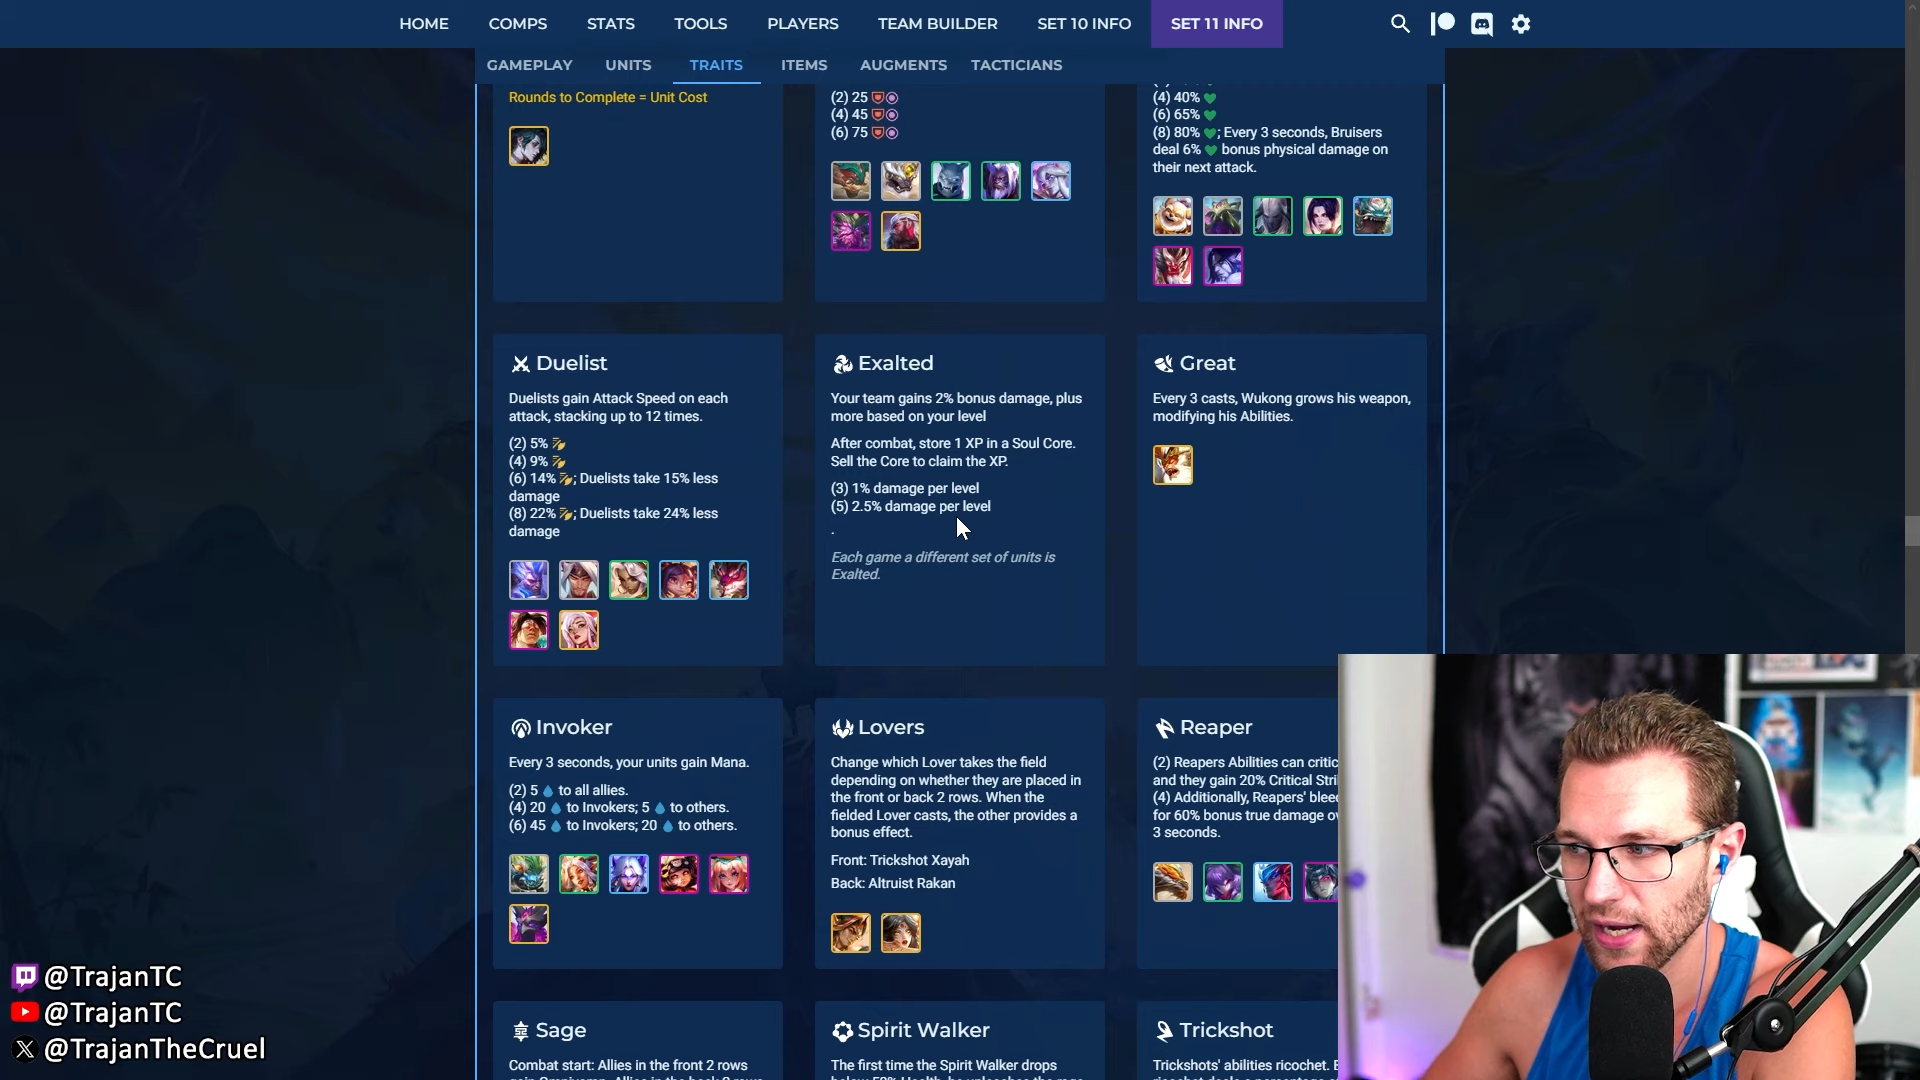 HOME
COMPS
STATS
TOOLS
PLAYERS
TEAM BUILDER
SET 10 INFO
SET 11 INFO
GAMEPLAY
UNITS
TRAITS
ITEMS
AUGMENTS
TACTICIANS
Rounds to Complete = Unit Cost
(2) 25
(4) 45
(6) 75
(4) 40%
(6) 65%
(8) 80% ; Every 3 seconds, Bruisers
deal 6% bonus physical damage on
their next attack.
Duelist
Duelists gain Attack Speed on each
attack, stacking up to 12 times.
(2) 5%
(4) 9%
(6) 14% ; Duelists take 15% less
damage
(8) 22% ; Duelists take 24% less
damage
Exalted
Your team gains 2% bonus damage, plus
more based on your level
After combat, store 1 XP in a Soul Core.
Sell the Core to claim the XP.
(3) 1% damage per level
(5) 2.5% damage per level
.
Each game a different set of units is
Exalted.
Great
Every 3 casts, Wukong grows his weapon,
modifying his Abilities.
Invoker
Every 3 seconds, your units gain Mana.
(2) 5 to all allies.
(4) 20 to Invokers; 5 to others.
(6) 45 to Invokers; 20 to others.
Lovers
Change which Lover takes the field
depending on whether they are placed in
the front or back 2 rows. When the
fielded Lover casts, the other provides a
bonus effect.
Front: Trickshot Xayah
Back: Altruist Rakan
Reaper
(2) Reapers Abilities can critic
and they gain 20% Critical Stri
(4) Additionally, Reapers' blee
for 60% bonus true damage ov
3 seconds.
Sage
Combat start: Allies in the front 2 rows
Spirit Walker
The first time the Spirit Walker drops
Trickshot
Trickshots' abilities ricochet.
@TrajanTC
@TrajanTC
@TrajanTheCruel